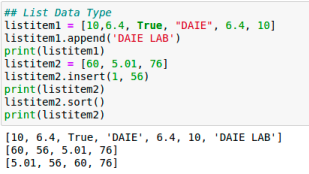 ## List Data Type
listitem1 = [10,6.4, True, "DAIE", 6.4, 10]
listitem1.append('DAIE LAB')
print(listitem1)
listitem2 = [60, 5.01, 76]
listitem2.insert(1, 56)
print(listitem2)
listitem2.sort()
print(listitem2)
[10, 6.4, True, 'DAIE', 6.4, 10, 'DAIE LAB']
[60, 56, 5.01, 76]
[5.01, 56, 60, 76]